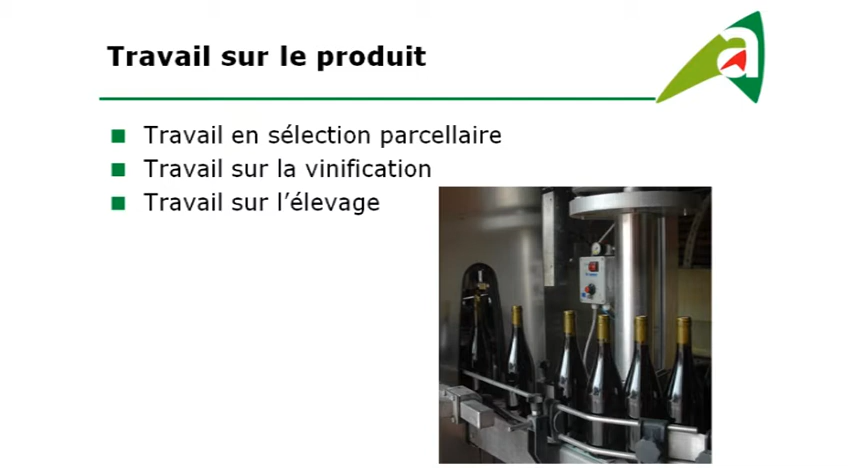 Travail sur le produit
a
Travail en sélection parcellaire
Travail sur la vinification
Travail sur l'élevage